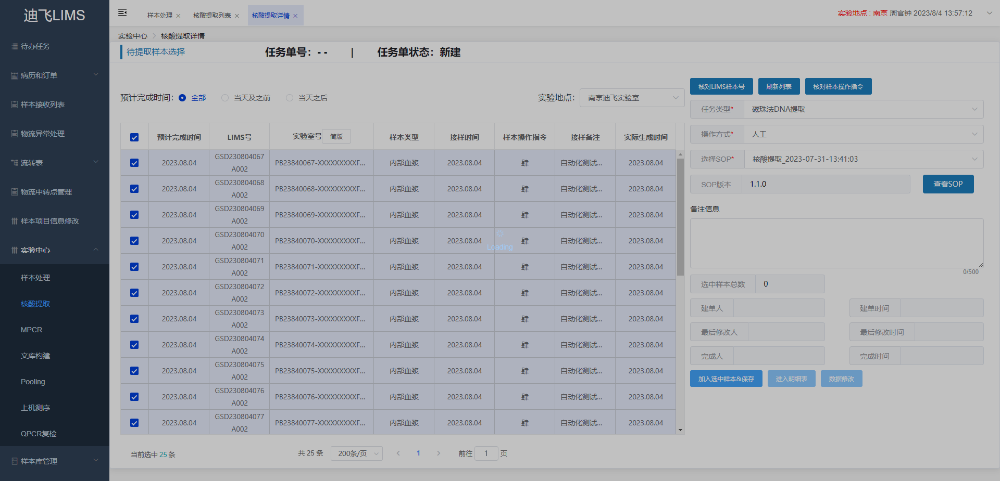 迪飞LIMS
待办任务
病历和订单
样本接收列表
物流异常处理
流转表
物流中转点管理
样本项目信息修改
实验中心
样本处理
核酸提取
MPCR
文库构建
Pooling
上机测序
QPCR复检
样本库管理
样本处理 核酸提取列表 核酸提取详情
实验地点 : 南京 周官钟 2023/8/4 13:57:12
实验中心 核酸提取详情
待提取样本选择 任务单号：- - | 任务单状态：新建
预计完成时间： 全部 当天及之前 当天之后 实验地点： 南京迪飞实验室
预计完成时间 LIMS号 实验室号 简版 样本类型 接样时间 样本操作指令 接样备注 实际生成时间
2023.08.04 GSD230804067A002 PB23840067-XXXXXXXXXF... 内部血浆 2023.08.04 肆 自动化测试... 2023.08.04
2023.08.04 GSD230804068A002 PB23840068-XXXXXXXXXF... 内部血浆 2023.08.04 肆 自动化测试... 2023.08.04
2023.08.04 GSD230804069A002 PB23840069-XXXXXXXXXF... 内部血浆 2023.08.04 肆 自动化测试... 2023.08.04
2023.08.04 GSD230804070A002 PB23840070-XXXXXXXXXF... 内部血浆 2023.08.04 肆 自动化测试... 2023.08.04
Loading
2023.08.04 GSD230804071A002 PB23840071-XXXXXXXXXF... 内部血浆 2023.08.04 肆 自动化测试... 2023.08.04
2023.08.04 GSD230804072A002 PB23840072-XXXXXXXXXF... 内部血浆 2023.08.04 肆 自动化测试... 2023.08.04
2023.08.04 GSD230804073A002 PB23840073-XXXXXXXXXF... 内部血浆 2023.08.04 肆 自动化测试... 2023.08.04
2023.08.04 GSD230804074A002 PB23840074-XXXXXXXXXF... 内部血浆 2023.08.04 肆 自动化测试... 2023.08.04
2023.08.04 GSD230804075A002 PB23840075-XXXXXXXXXF... 内部血浆 2023.08.04 肆 自动化测试... 2023.08.04
2023.08.04 GSD230804076A002 PB23840076-XXXXXXXXXF... 内部血浆 2023.08.04 肆 自动化测试... 2023.08.04
2023.08.04 GSD230804077A002 PB23840077-XXXXXXXXXF... 内部血浆 2023.08.04 肆 自动化测试... 2023.08.04
当前选中 25 条 共 25 条 200条/页 1 前往 1 页
核对LIMS样本号 刷新列表 核对样本操作指令
任务类型* 磁珠法DNA提取
操作方式* 人工
选择SOP* 核酸提取_2023-07-31-13:41:03
SOP版本 1.1.0 查看SOP
备注信息
0/500
选中样本总数 0
建单人 建单时间
最后修改人 最后修改时间
完成人 完成时间
加入选中样本&保存 进入明细表 数据修改